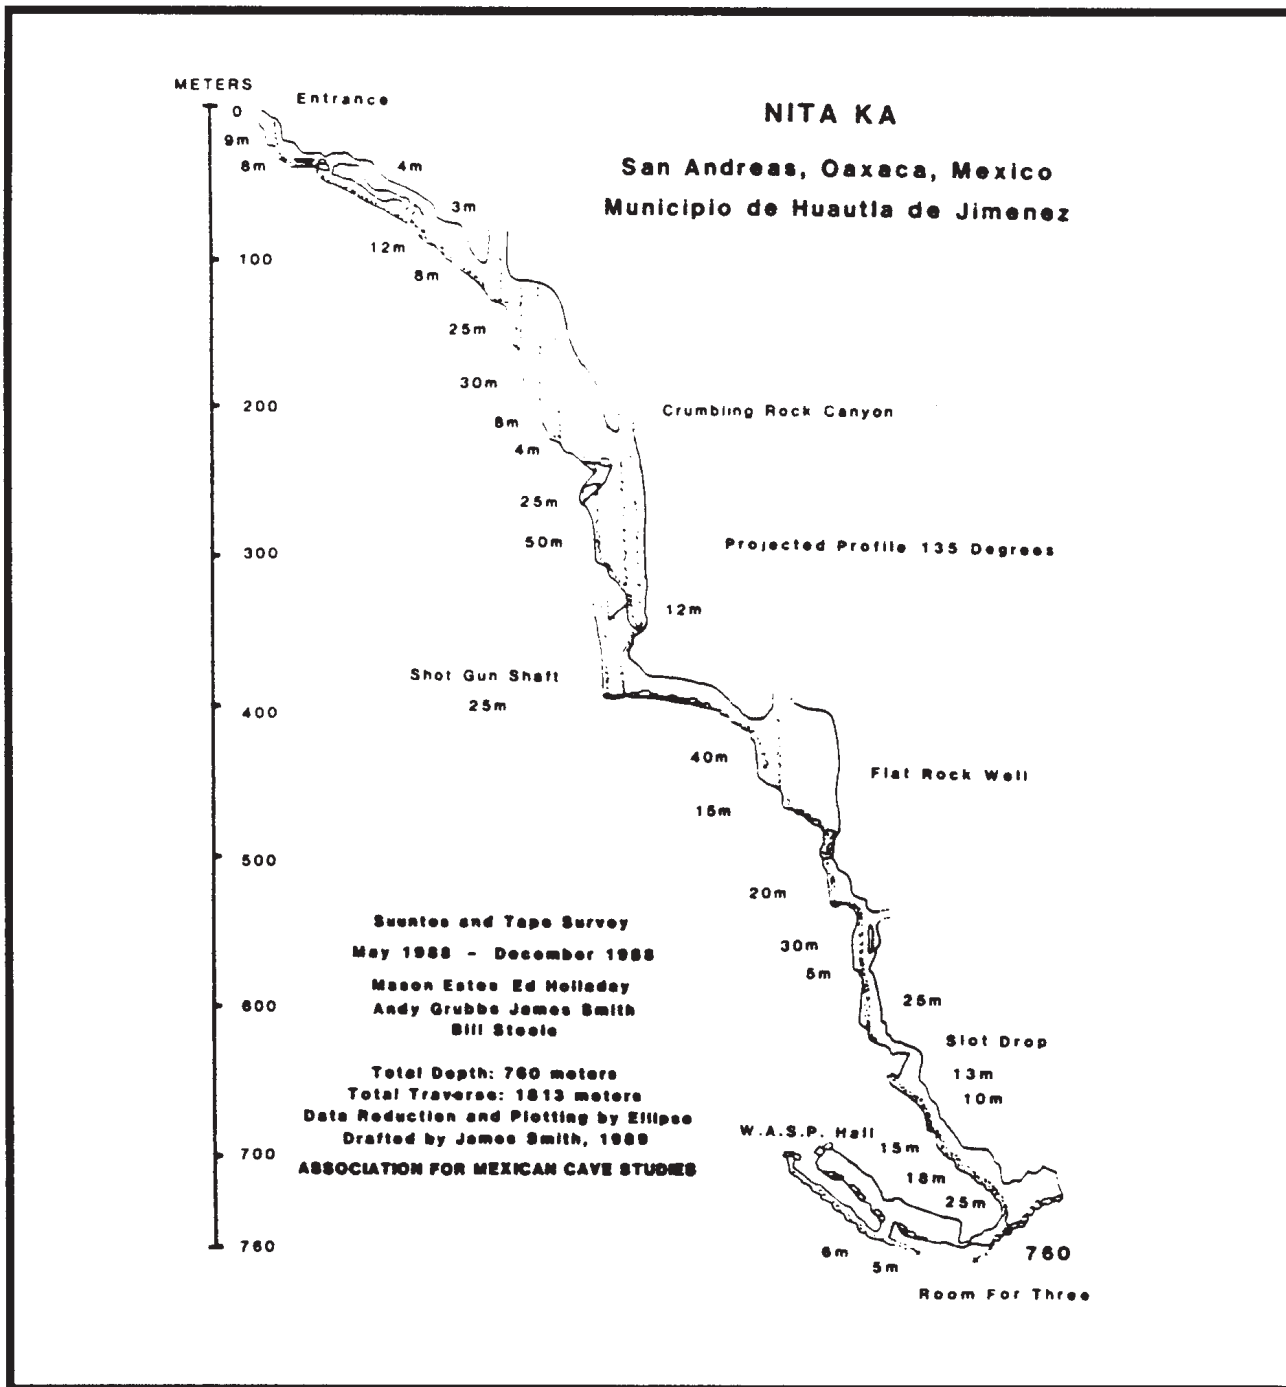 METERS
Entrance
0
9m
8m
4m
3m
12m
8m
100
25m
30m
200
8m
4m
25m
50m
300
12m
Shot Gun Shaft
25m
400
40m
15m
500
20m
30m
5m
600
25m
Slot Drop
13m
10m
W.A.S.P. Hall
15m
18m
25m
700
760
6m
5m
760
Room For Three
NITA KA
San Andreas, Oaxaca, Mexico
Municipio de Huautla de Jimenez
Crumbling Rock Canyon
Projected Profile 135 Degrees
Flat Rock Well
Suuntos and Tape Survey
May 1988 - December 1988
Mason Estes Ed Holladay
Andy Grubbs James Smith
Bill Steele
Total Depth: 760 meters
Total Traverse: 1813 meters
Data Reduction and Plotting by Ellipse
Drafted by James Smith, 1989
ASSOCIATION FOR MEXICAN CAVE STUDIES